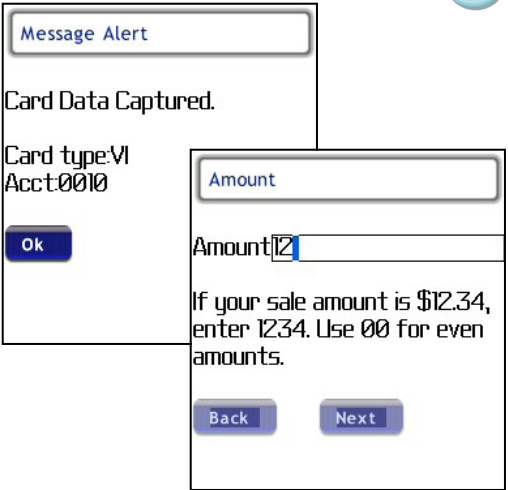 Message Alert
Card Data Captured.
Card type:VI
Acct:0010
Ok
Amount
Amount 12
If your sale amount is $12.34,
enter 1234. Use 00 for even
amounts.
Back Next